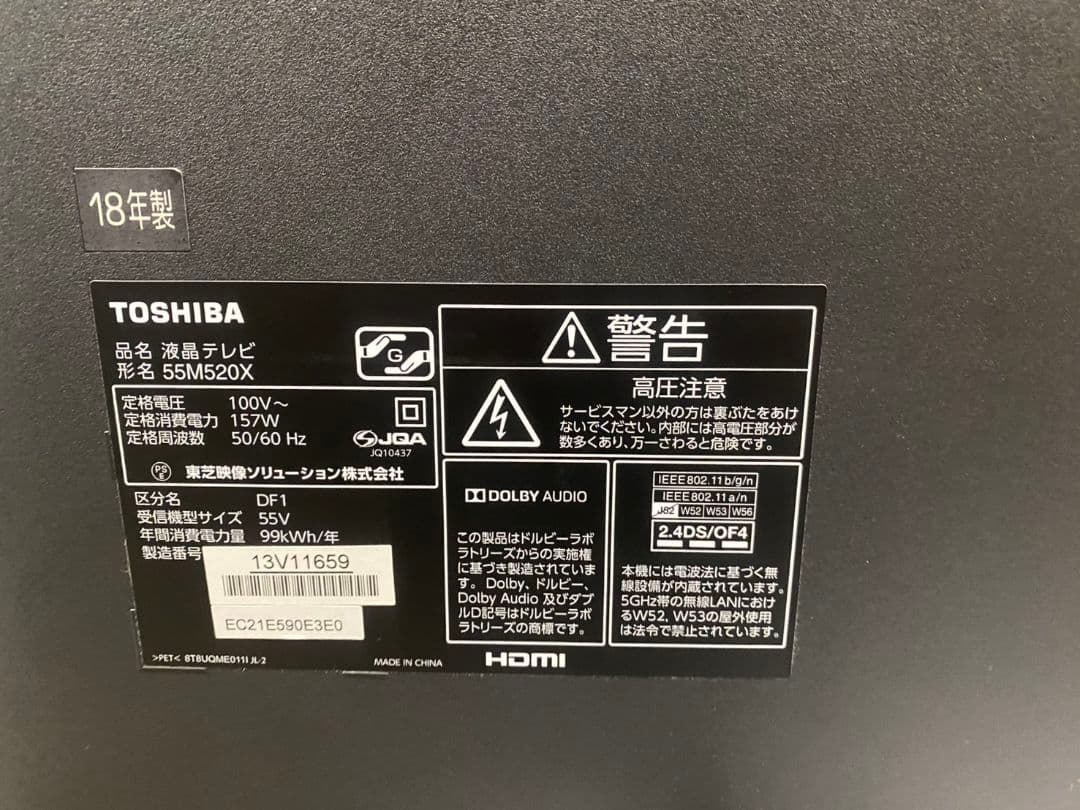 18年製
TOSHIBA
品名 液晶テレビ
形名 55M520X
G
定格電圧 100V～
定格消費電力 157W
定格周波数 50/60 Hz
JQA
JQ10437
PS
E
東芝映像ソリューション株式会社
区分名 DF1
受信機型サイズ 55V
年間消費電力量 99kWh/年
製造番号
13V11659
EC21E590E3E0
>PET< 8T8UQME011I JL-2
MADE IN CHINA
警告
高圧注意
サービスマン以外の方は裏ぶたをあけ
ないでください。内部には高電圧部分が
数多くあり、万一さわると危険です。
DOLBY AUDIO
この製品はドルビーラボ
ラトリーズからの実施権
に基づき製造されていま
す。Dolby、ドルビー、
Dolby Audio 及びダブ
ルD記号はドルビーラボ
ラトリーズの商標です。
HDMI
IEEE802.11b/g/n
IEEE802.11a/n
J52 W52 W53 W56
2.4DS/OF4
本機には電波法に基づく無
線設備が内蔵されています。
5GHz帯の無線LANにおけ
るW52、W53の屋外使用
は法令で禁止されています。